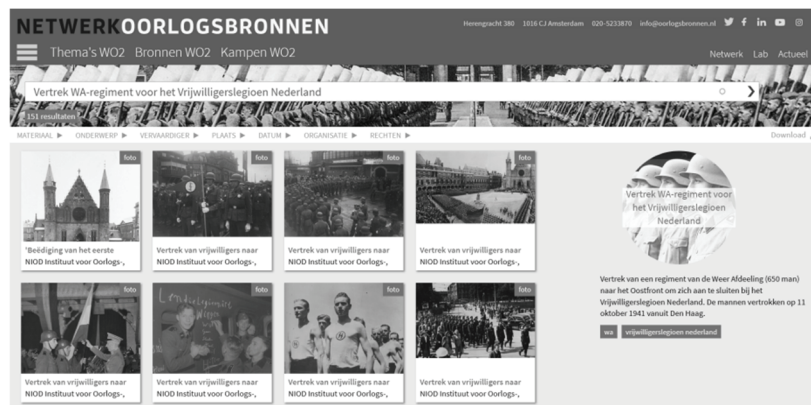 NETWERKOORLOGSBRONNEN
Herengracht 380 1016 CJ Amsterdam 020-5233870 info@oorlogsbronnen.nl
Thema's WO2 Bronnen WO2 Kampen WO2
Netwerk Lab Actueel
Vertrek WA-regiment voor het Vrijwilligerslegioen Nederland
151 resultaten
MATERIAAL ONDERWERP VERVAARDIGER PLAATS DATUM ORGANISATIE RECHTEN
Download
foto
'Beëdiging van het eerste
NIOD Instituut voor Oorlogs-,
foto
Vertrek van vrijwilligers naar
NIOD Instituut voor Oorlogs-,
foto
Vertrek van vrijwilligers naar
NIOD Instituut voor Oorlogs-,
foto
Vertrek van vrijwilligers naar
NIOD Instituut voor Oorlogs-,
foto
Vertrek van vrijwilligers naar
NIOD Instituut voor Oorlogs-,
foto
Vertrek van vrijwilligers naar
NIOD Instituut voor Oorlogs-,
foto
Vertrek van vrijwilligers naar
NIOD Instituut voor Oorlogs-,
foto
Vertrek van vrijwilligers naar
NIOD Instituut voor Oorlogs-,
Vertrek WA-regiment voor
het Vrijwilligerslegioen
Nederland
Vertrek van een regiment van de Weer Afdeeling (650 man)
naar het Oostfront om zich aan te sluiten bij het
Vrijwilligerslegioen Nederland. De mannen vertrokken op 11
oktober 1941 vanuit Den Haag.
wa vrijwilligerslegioen nederland